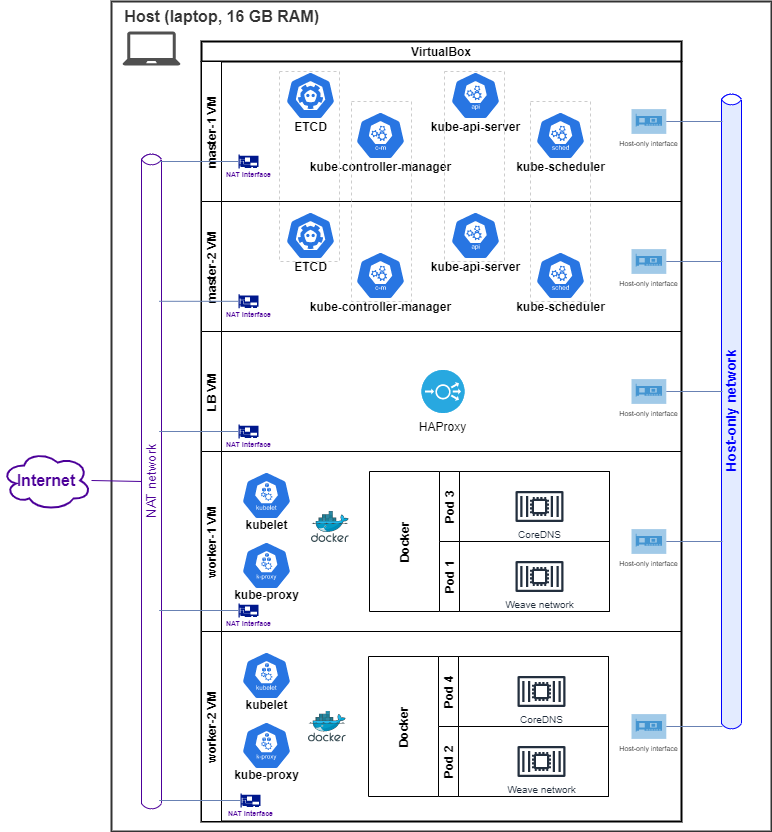 Host (laptop, 16 GB RAM)
VirtualBox
master-1 VM
ETCD
api
kube-api-server
c-m
kube-controller-manager
sched
kube-scheduler
Host-only interface
NAT Interface
master-2 VM
ETCD
api
kube-api-server
c-m
kube-controller-manager
sched
kube-scheduler
Host-only interface
NAT Interface
LB VM
HAProxy
Host-only interface
NAT Interface
Internet
NAT network
Host-only network
worker-1 VM
kubelet
kubelet
docker
k-proxy
kube-proxy
Docker
Pod 3
CoreDNS
Pod 1
Weave network
Host-only interface
NAT Interface
worker-2 VM
kubelet
kubelet
docker
k-proxy
kube-proxy
Docker
Pod 4
CoreDNS
Pod 2
Weave network
Host-only interface
NAT Interface